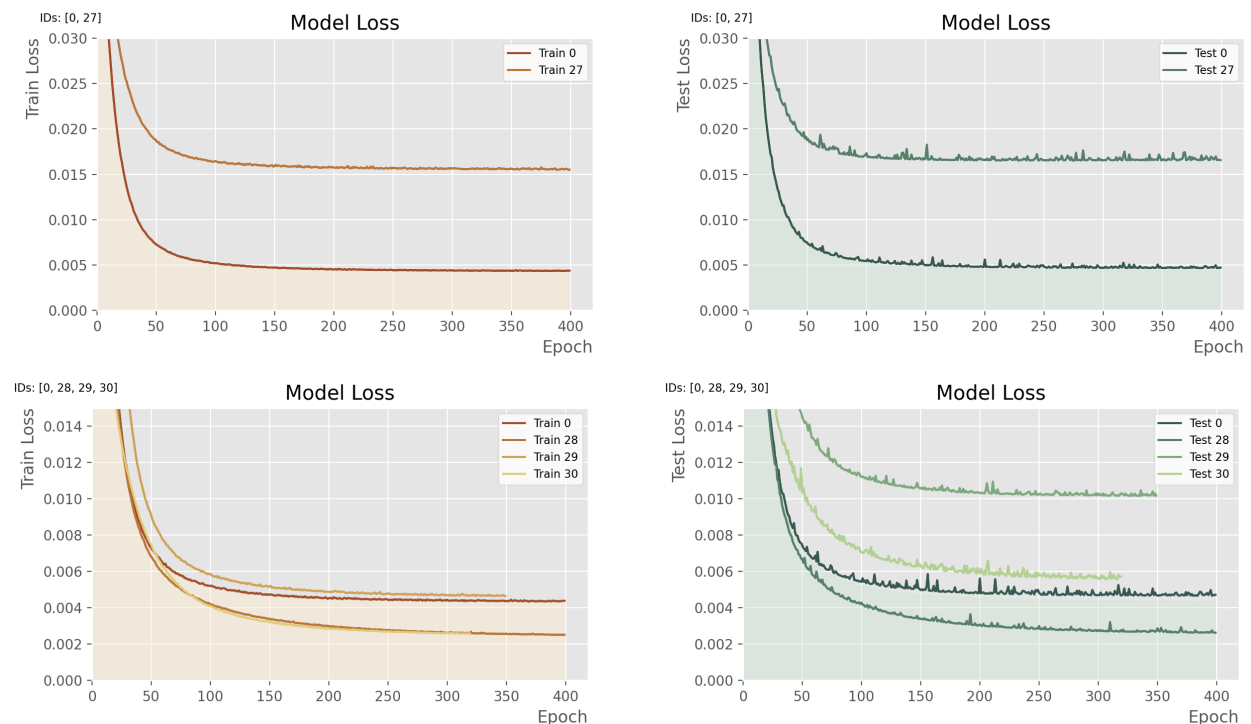 IDs: [0, 27]
Model Loss
Train Loss
0.030
0.025
0.020
0.015
0.010
0.005
0.000
0 50 100 150 200 250 300 350 400
Epoch
Train 0
Train 27
IDs: [0, 27]
Model Loss
Test Loss
0.030
0.025
0.020
0.015
0.010
0.005
0.000
0 50 100 150 200 250 300 350 400
Epoch
Test 0
Test 27
IDs: [0, 28, 29, 30]
Model Loss
Train Loss
0.014
0.012
0.010
0.008
0.006
0.004
0.002
0.000
0 50 100 150 200 250 300 350 400
Epoch
Train 0
Train 28
Train 29
Train 30
IDs: [0, 28, 29, 30]
Model Loss
Test Loss
0.014
0.012
0.010
0.008
0.006
0.004
0.002
0.000
0 50 100 150 200 250 300 350 400
Epoch
Test 0
Test 28
Test 29
Test 30